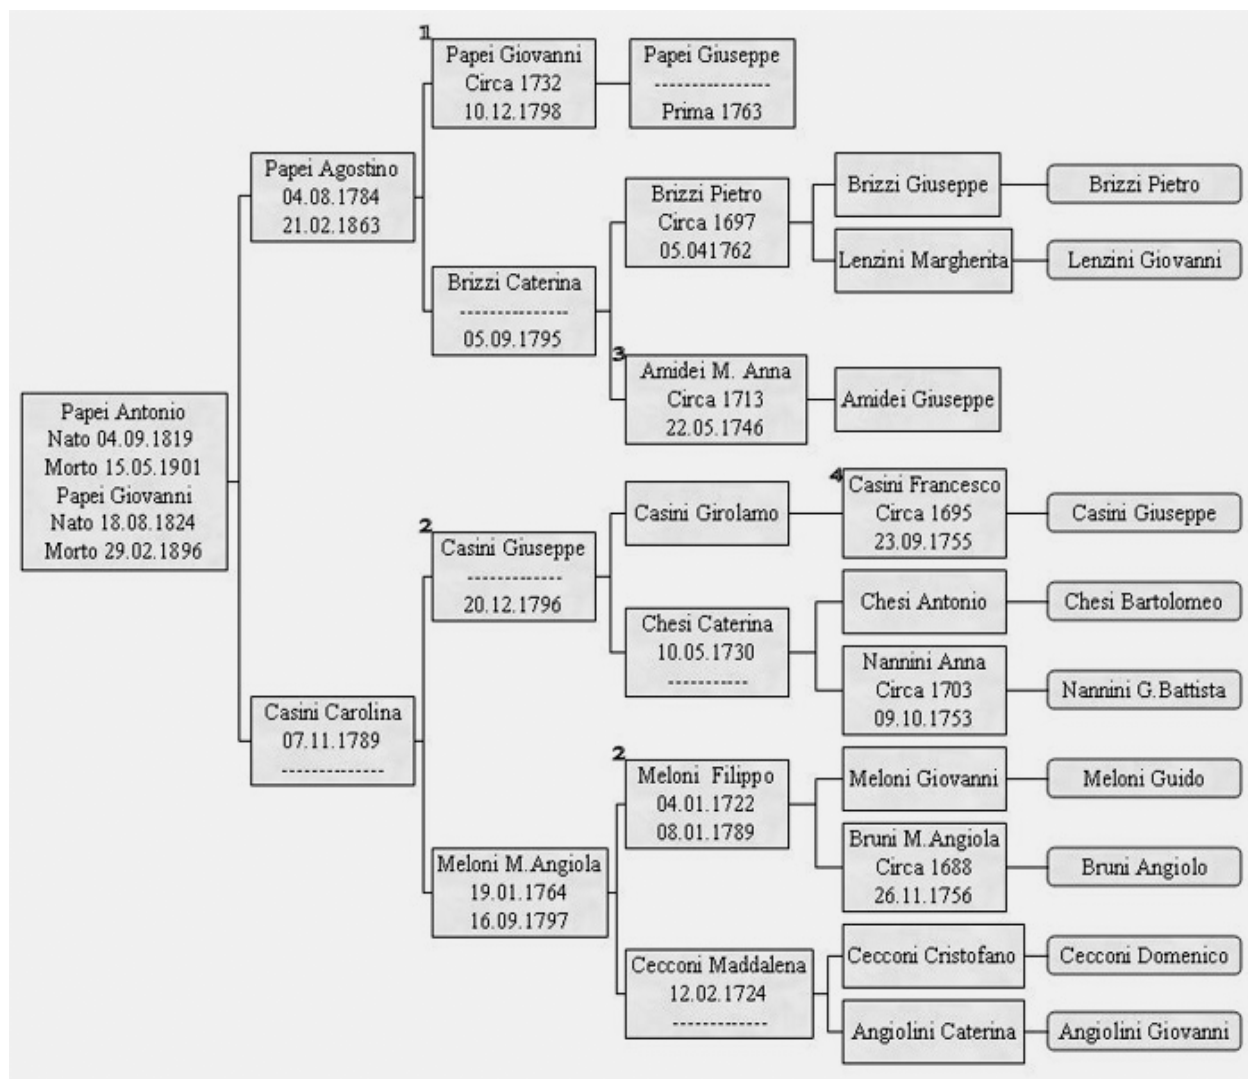 1
Papei Giovanni
Circa 1732
10.12.1798
Papei Giuseppe
----------------
Prima 1763
Papei Agostino
04.08.1784
21.02.1863
Brizzi Pietro
Circa 1697
05.041762
Brizzi Giuseppe
Brizzi Pietro
Lenzini Margherita
Lenzini Giovanni
Brizzi Caterina
---------------
05.09.1795
3
Amidei M. Anna
Circa 1713
22.05.1746
Amidei Giuseppe
Papei Antonio
Nato 04.09.1819
Morto 15.05.1901
Papei Giovanni
Nato 18.08.1824
Morto 29.02.1896
2
Casini Giuseppe
-------------
20.12.1796
Casini Girolamo
4
Casini Francesco
Circa 1695
23.09.1755
Casini Giuseppe
Chesi Caterina
10.05.1730
-----------
Chesi Antonio
Chesi Bartolomeo
Nannini Anna
Circa 1703
09.10.1753
Nannini G.Battista
Casini Carolina
07.11.1789
--------------
2
Meloni Filippo
04.01.1722
08.01.1789
Meloni Giovanni
Meloni Guido
Bruni M.Angiola
Circa 1688
26.11.1756
Bruni Angiolo
Meloni M.Angiola
19.01.1764
16.09.1797
Cecconi Maddalena
12.02.1724
-------------
Cecconi Cristofano
Cecconi Domenico
Angiolini Caterina
Angiolini Giovanni